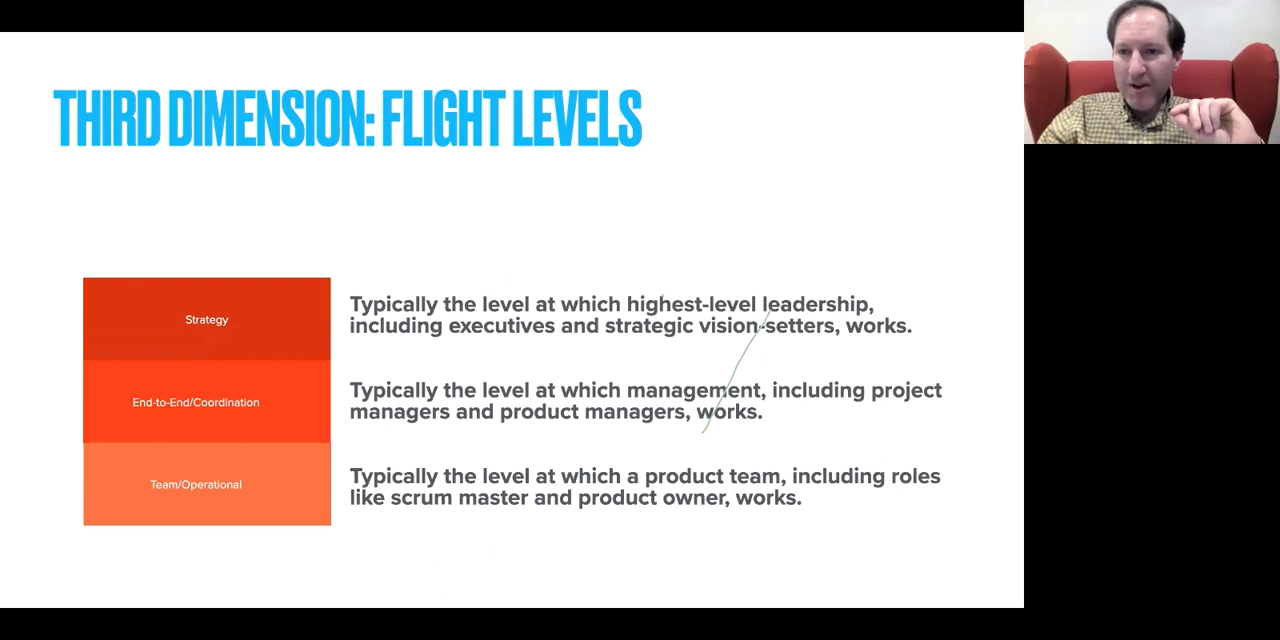 THIRD DIMENSION: FLIGHT LEVELS
Strategy
Typically the level at which highest-level leadership,
including executives and strategic vision-setters, works.
End-to-End/Coordination
Typically the level at which management, including project
managers and product managers, works.
Team/Operational
Typically the level at which a product team, including roles
like scrum master and product owner, works.